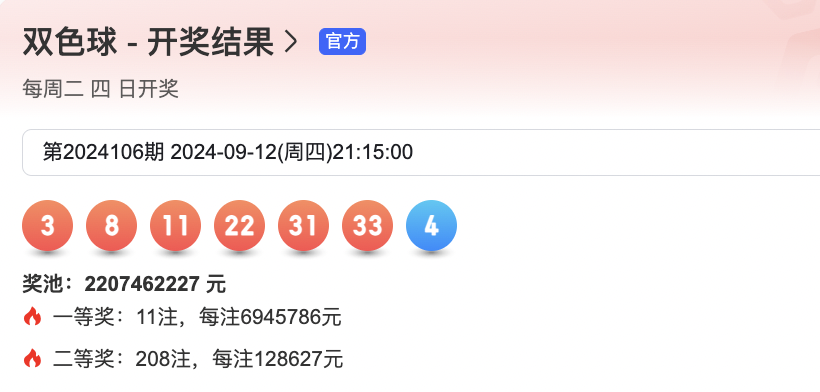 双色球 - 开奖结果 > 官方
每周二 四 日开奖
第2024106期 2024-09-12(周四)21:15:00
3 8 11 22 31 33 4
奖池：2207462227 元
一等奖：11注，每注6945786元
二等奖：208注，每注128627元